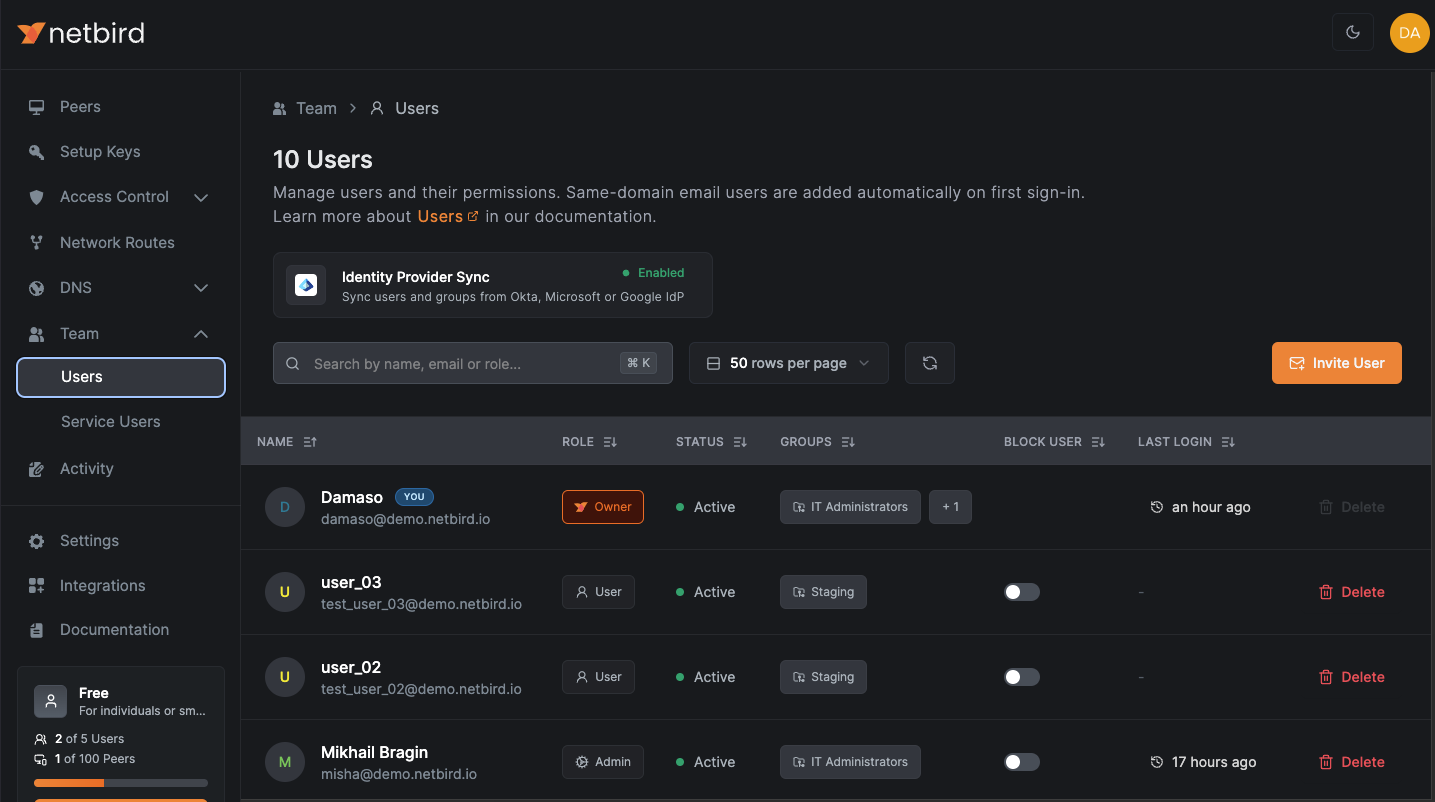 netbird
DA
Peers
Setup Keys
Access Control
Network Routes
DNS
Team
Users
Service Users
Activity
Settings
Integrations
Documentation
Free
For individuals or sm...
2 of 5 Users
1 of 100 Peers
Team > Users
10 Users
Manage users and their permissions. Same-domain email users are added automatically on first sign-in.
Learn more about Users in our documentation.
Identity Provider Sync
Enabled
Sync users and groups from Okta, Microsoft or Google IdP
Search by name, email or role...
⌘ K
50 rows per page
Invite User
NAME ROLE STATUS GROUPS BLOCK USER LAST LOGIN
D Damaso YOU Owner Active IT Administrators + 1 an hour ago Delete
damaso@demo.netbird.io
U user_03 User Active Staging - Delete
test_user_03@demo.netbird.io
U user_02 User Active Staging - Delete
test_user_02@demo.netbird.io
M Mikhail Bragin Admin Active IT Administrators 17 hours ago Delete
misha@demo.netbird.io